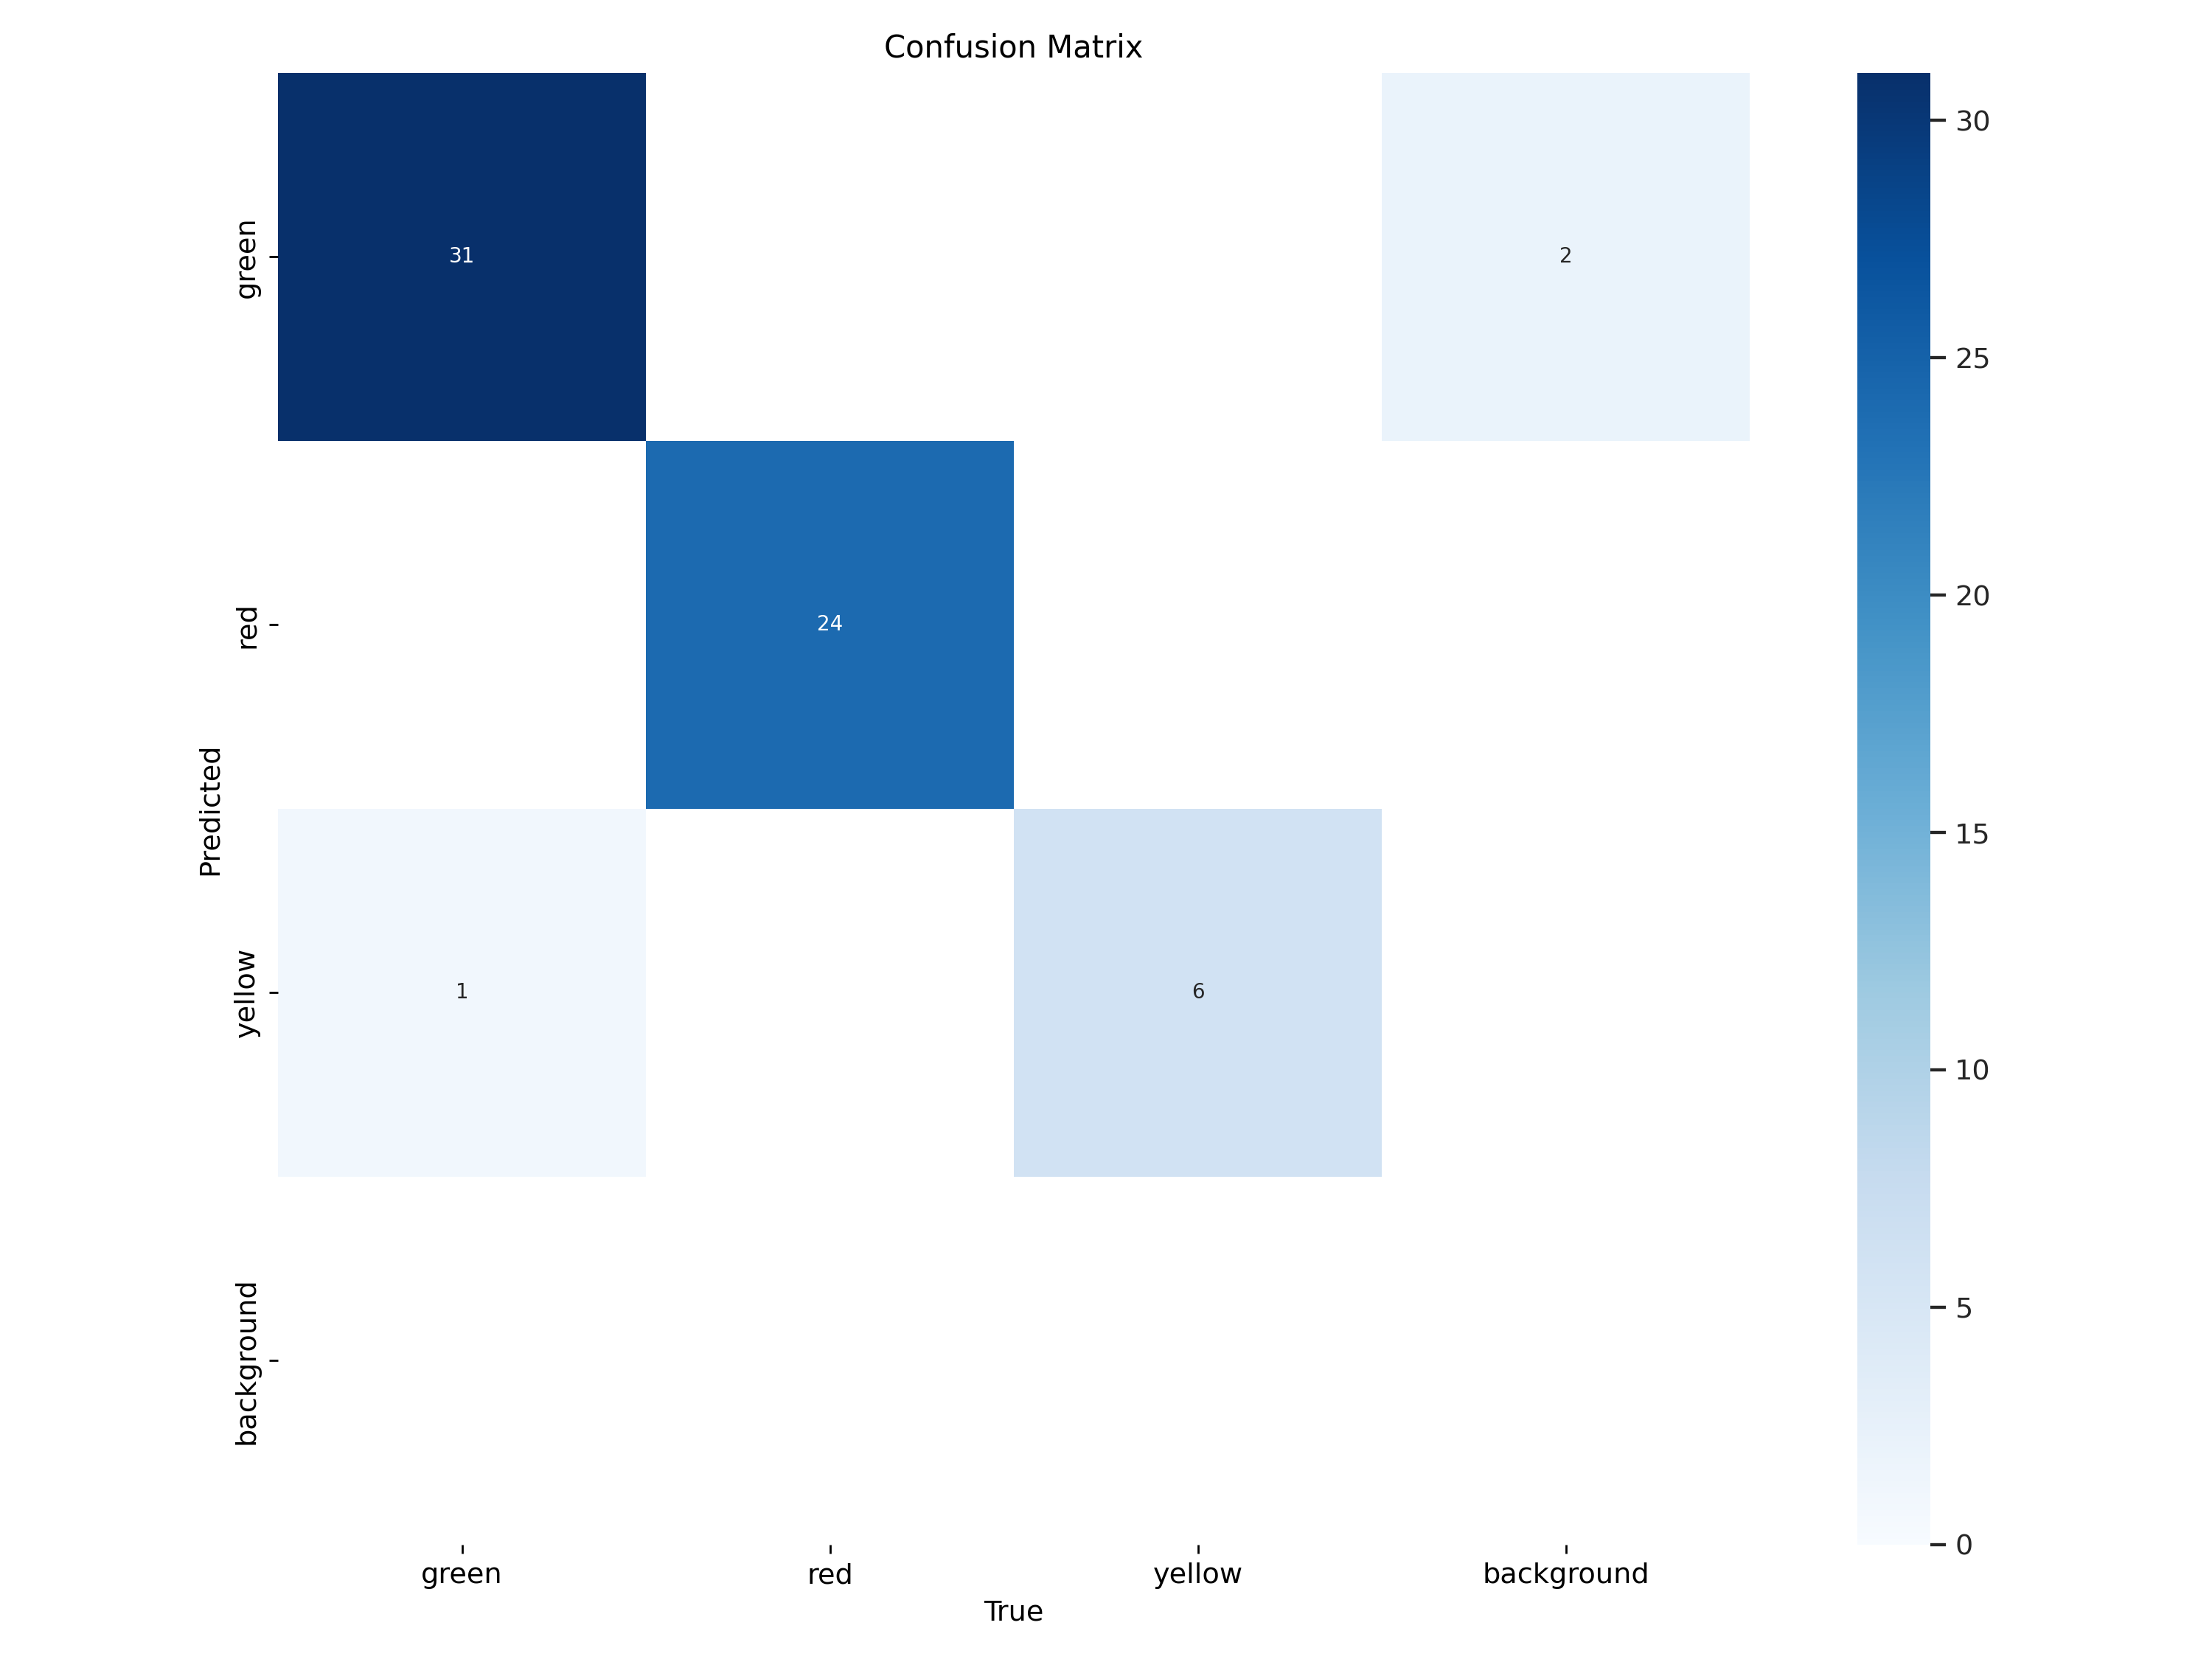 Confusion Matrix
green
31
2
30
25
red
24
20
Predicted
15
yellow
1
6
10
background
5
0
green
red
yellow
background
True